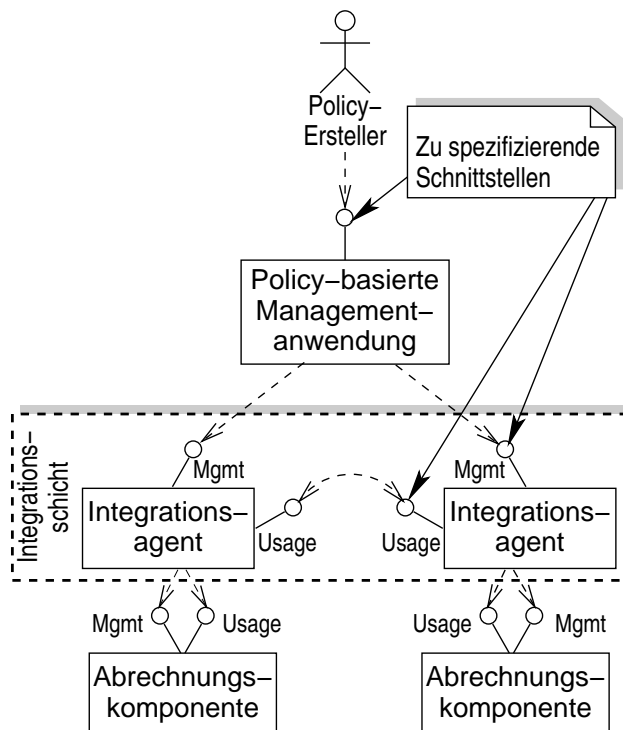 Policy–
Ersteller
Zu spezifizierende
Schnittstellen
Policy–basierte
Management–
anwendung
Integrations–
schicht
Mgmt
Mgmt
Integrations–
agent
Usage
Usage
Integrations–
agent
Mgmt
Usage
Usage
Mgmt
Abrechnungs–
komponente
Abrechnungs–
komponente